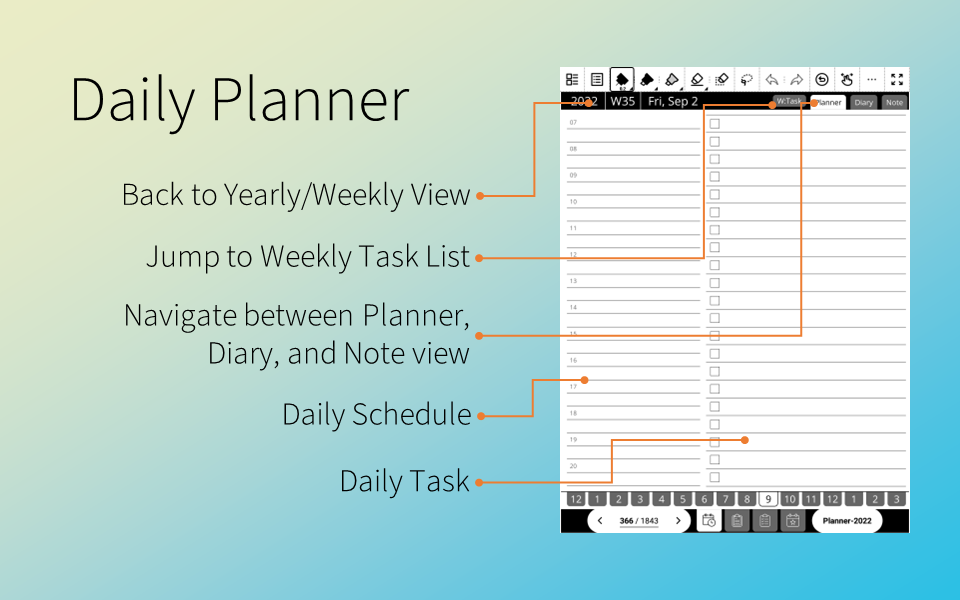 Daily Planner
Back to Yearly/Weekly View
Jump to Weekly Task List
Navigate between Planner,
Diary, and Note view
Daily Schedule
Daily Task
2022 W35 Fri, Sep 2 W:Task Planner Diary Note
07
08
09
10
11
12
13
14
15
16
17
18
19
20
12 1 2 3 4 5 6 7 8 9 10 11 12 1 2 3
366 / 1843 Planner-2022